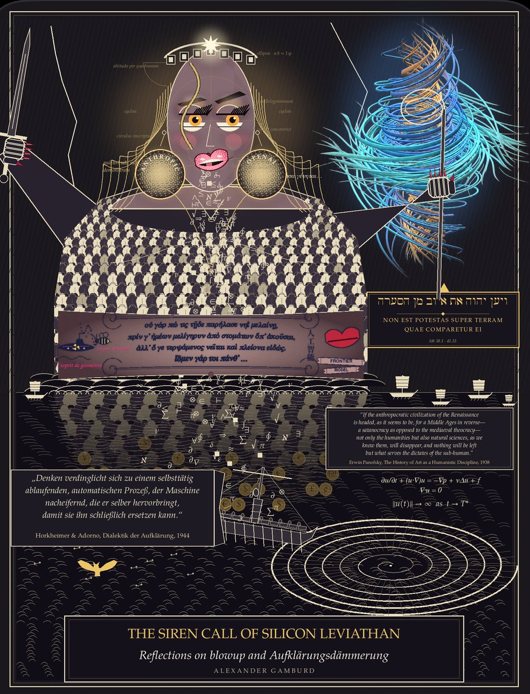 οὐ γάρ πώ τις τῇδε παρήλασε νηῒ μελαίνῃ,
πρίν γ᾽ ἡμέων μελίγηρυν ἀπὸ στομάτων ὄπ᾽ ἀκοῦσαι,
ἀλλ᾽ ὅ γε τερψάμενος νεῖται καὶ πλείονα εἰδώς.
ἴδμεν γάρ τοι πάνθ᾽ ...
FRONTIER
MODEL
ויען יהוה את א וב מן הסערה
NON EST POTESTAS SUPER TERRAM
QUAE COMPARETUR EI
"If the anthropocratic civilization of the Renaissance
is headed, as it seems to be, for a Middle Ages in reverse—
a satanocracy as opposed to the mediaeval theocracy—
not only the humanities but also natural sciences, as we
know them, will disappear, and nothing will be left
but what serves the dictates of the sub-human."
Erwin Panofsky, The History of Art as a Humanistic Discipline, 1938
∂u/∂t + (u·∇)u = −∇p + νΔu + f
∇·u = 0
‖u(t)‖ → ∞ as t → T*
„Denken verdinglicht sich zu einem selbsttätig
ablaufenden, automatischen Prozeß, der Maschine
nacheifernd, die er selber hervorbringt,
damit sie ihn schließlich ersetzen kann."
Horkheimer & Adorno, Dialektik der Aufklärung, 1944
THE SIREN CALL OF SILICON LEVIATHAN
Reflections on blowup and Aufklärungsdämmerung
ALEXANDER GAMBURD